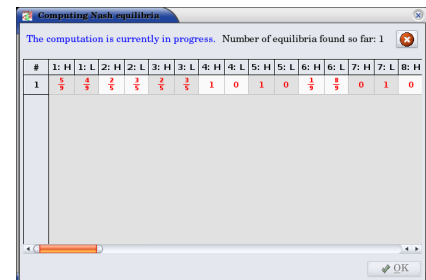 Computing Nash equilibria
The computation is currently in progress. Number of equilibria found so far: 1
# 1: H 1: L 2: H 2: L 3: H 3: L 4: H 4: L 5: H 5: L 6: H 6: L 7: H 7: L 8: H
1 5/9 4/9 2/5 3/5 2/5 3/5 1 0 1 0 1/9 8/9 0 1 0
OK